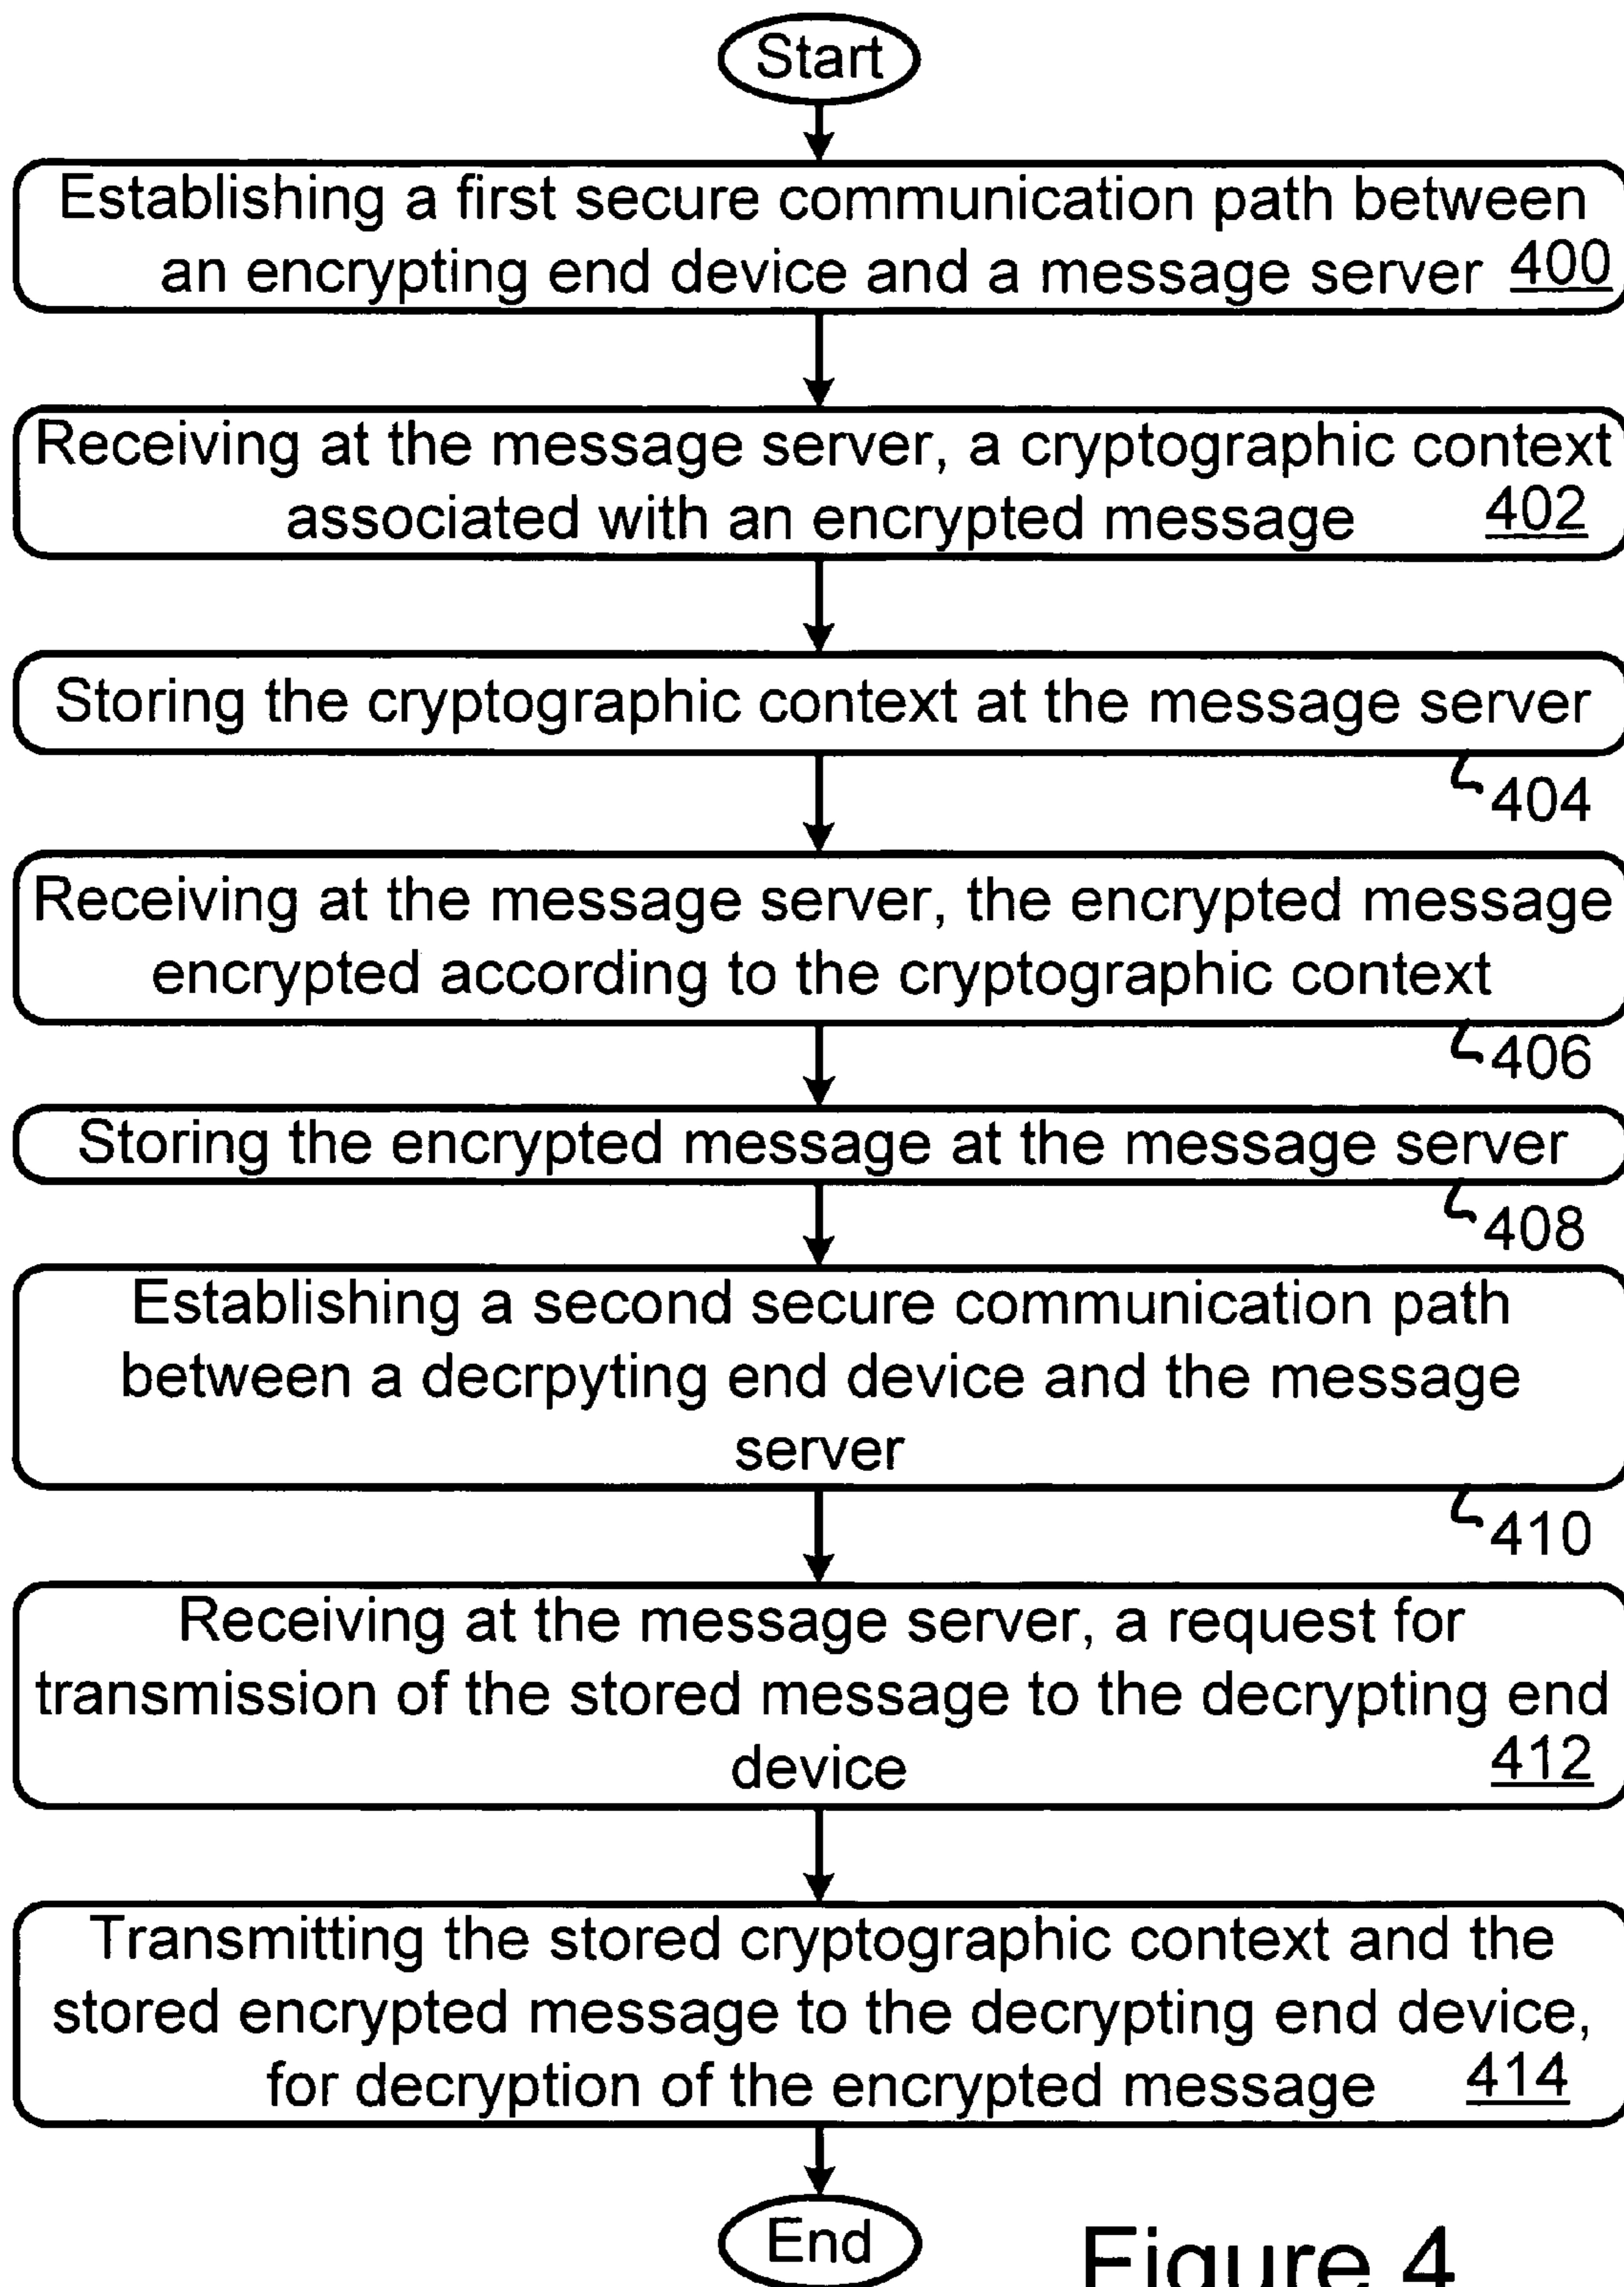 Start
Establishing a first secure communication path between
an encrypting end device and a message server 400
Receiving at the message server, a cryptographic context
associated with an encrypted message 402
Storing the cryptographic context at the message server
404
Receiving at the message server, the encrypted message
encrypted according to the cryptographic context
406
Storing the encrypted message at the message server
408
Establishing a second secure communication path
between a decrpyting end device and the message
server
410
Receiving at the message server, a request for
transmission of the stored message to the decrypting end
device 412
Transmitting the stored cryptographic context and the
stored encrypted message to the decrypting end device,
for decryption of the encrypted message 414
End
Figure 4